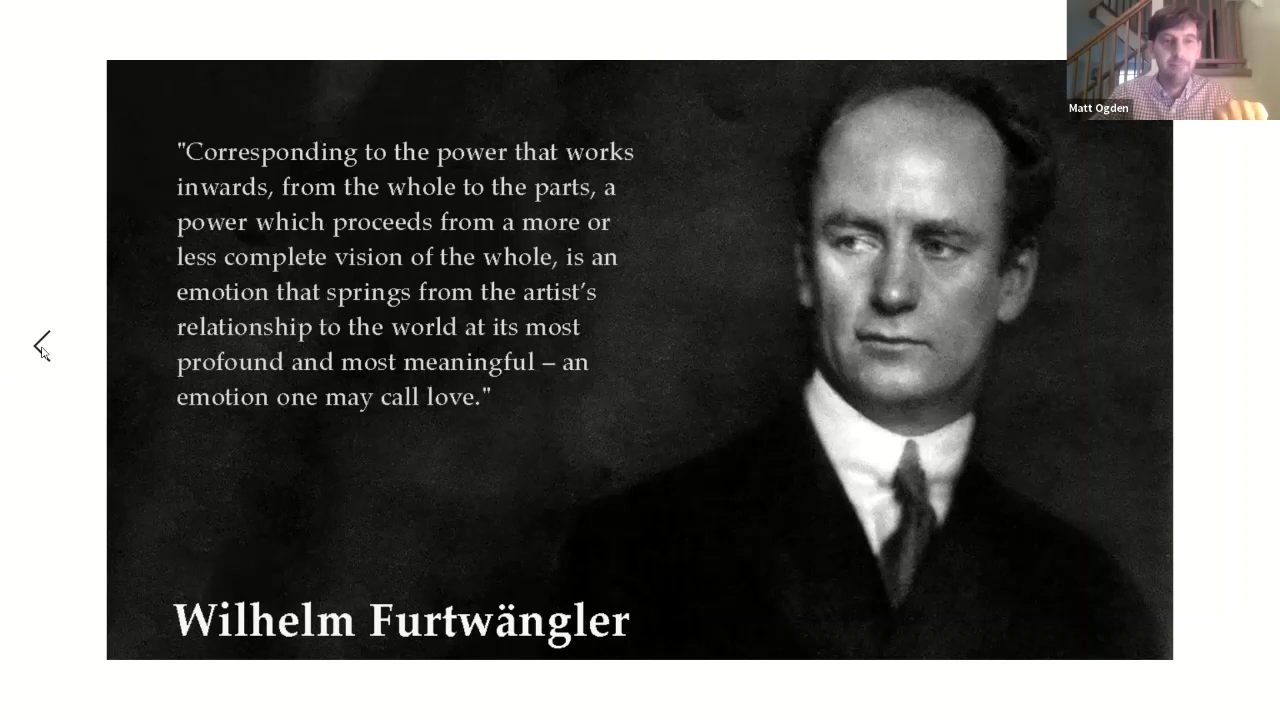 Matt Ogden
"Corresponding to the power that works
inwards, from the whole to the parts, a
power which proceeds from a more or
less complete vision of the whole, is an
emotion that springs from the artist’s
relationship to the world at its most
profound and most meaningful – an
emotion one may call love."
Wilhelm Furtwängler